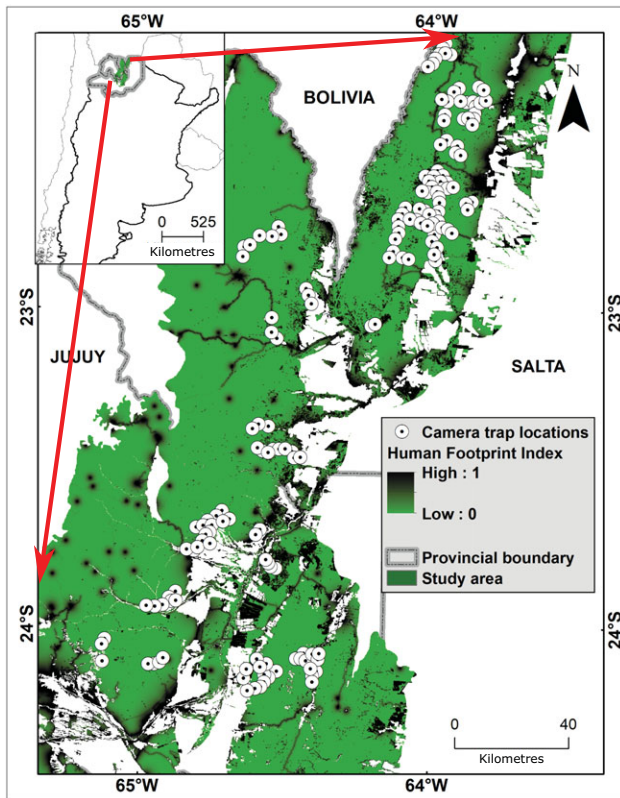 65°W
64°W
BOLIVIA
N
0 525
Kilometres
23°S
23°S
JUJUY
SALTA
Camera trap locations
Human Footprint Index
High : 1
Low : 0
Provincial boundary
Study area
24°S
24°S
0 40
Kilometres
65°W
64°W